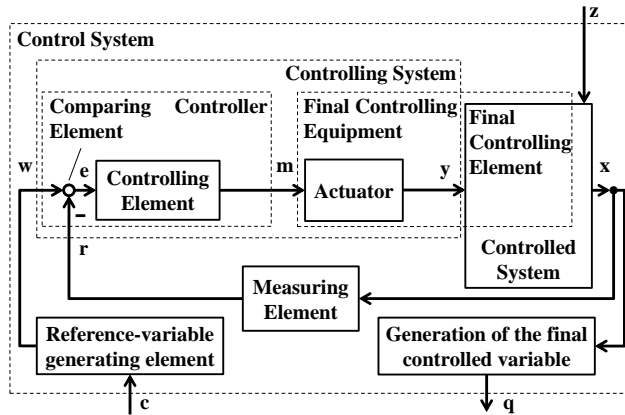 z
Control System
Controlling System
Comparing Controller
Element
Final Controlling
Equipment
Final
Controlling
Element
w
e
Controlling
Element
m
Actuator
y
x
−
r
Controlled
System
Measuring
Element
Reference-variable
generating element
Generation of the final
controlled variable
c
q